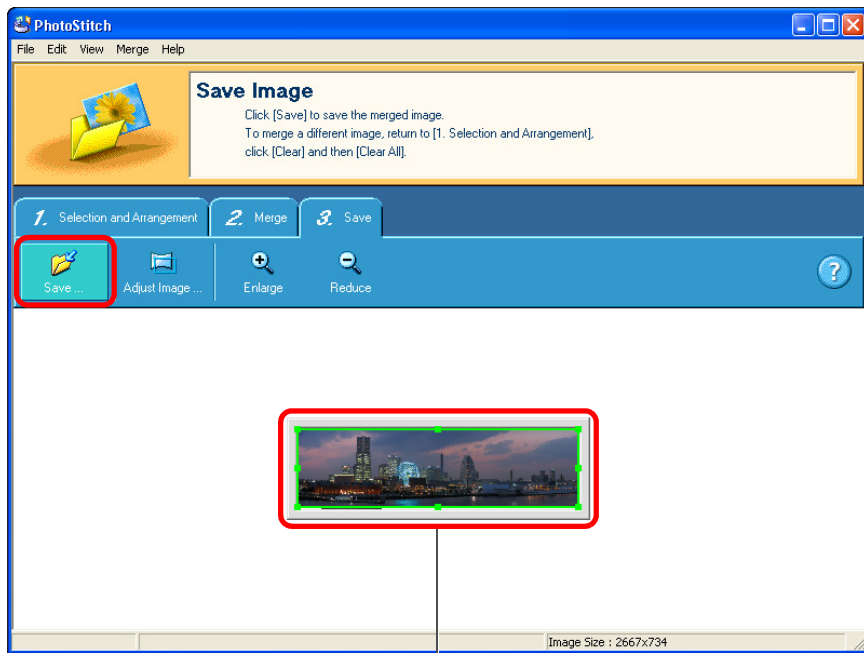 PhotoStitch
File Edit View Merge Help
Save Image
Click [Save] to save the merged image.
To merge a different image, return to [1. Selection and Arrangement],
click [Clear] and then [Clear All].
1. Selection and Arrangement 2. Merge 3. Save
Save ... Adjust Image ... Enlarge Reduce ?
Image Size : 2667x734